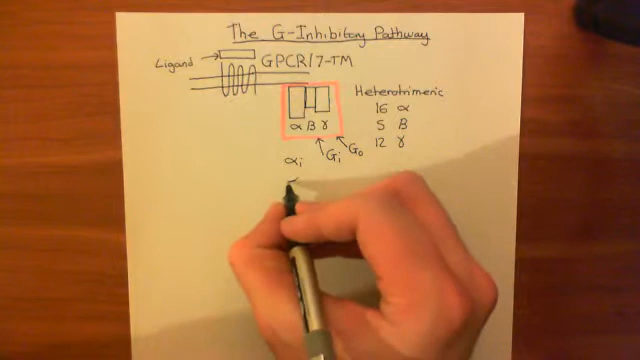 The G-Inhibitory Pathway
Ligand
GPCR/7-TM
Heterotrimeric
16 α
5 β
12 γ
α β γ
Gi
Go
αi